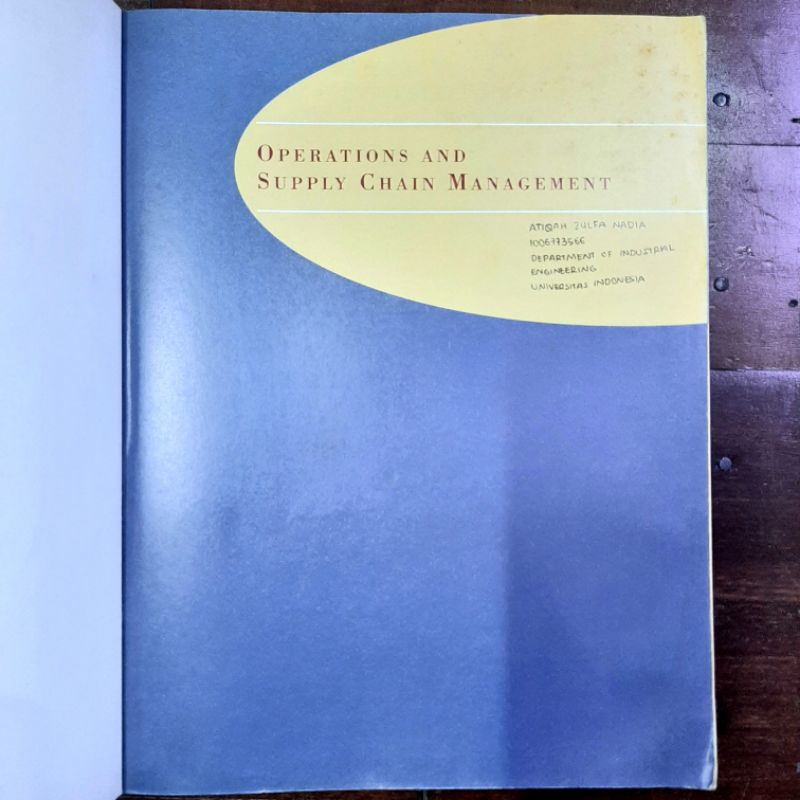 OPERATIONS AND
SUPPLY CHAIN MANAGEMENT
ATIQAH ZULFA NADIA
1006773566
DEPARTMENT OF INDUSTRIAL
ENGINEERING
UNIVERSITAS INDONESIA